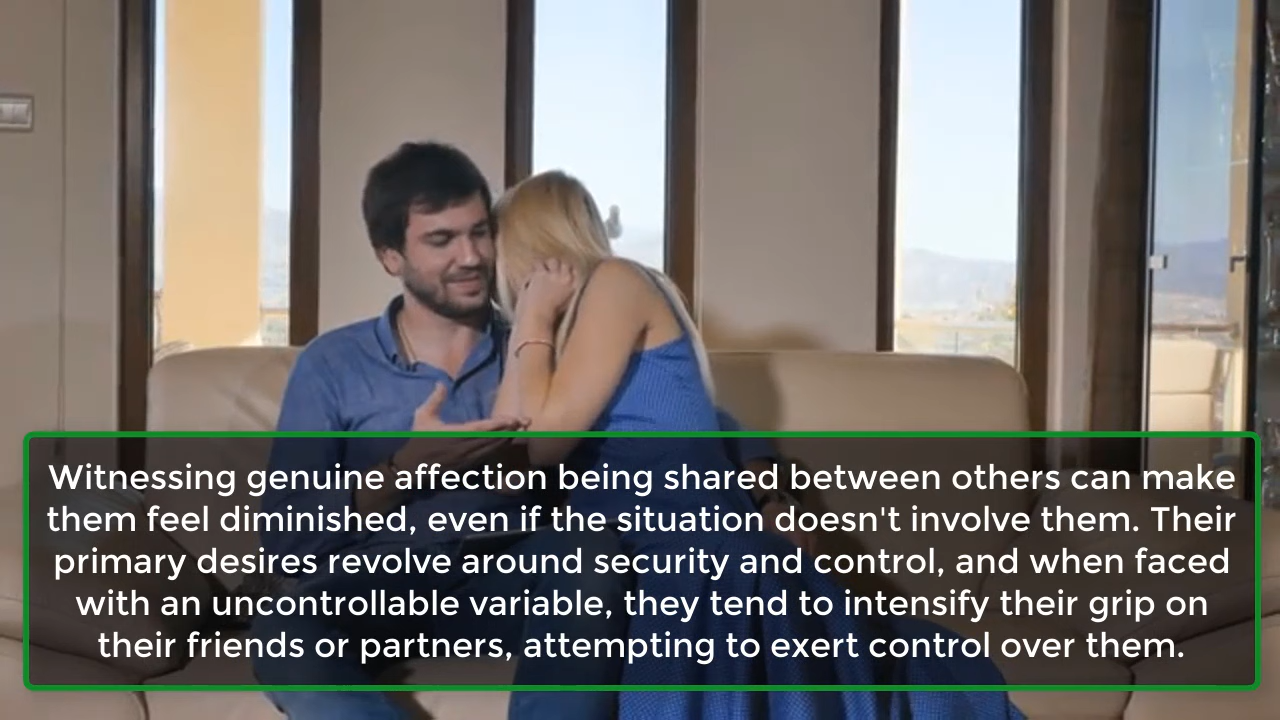 Witnessing genuine affection being shared between others can make
them feel diminished, even if the situation doesn't involve them. Their
primary desires revolve around security and control, and when faced
with an uncontrollable variable, they tend to intensify their grip on
their friends or partners, attempting to exert control over them.